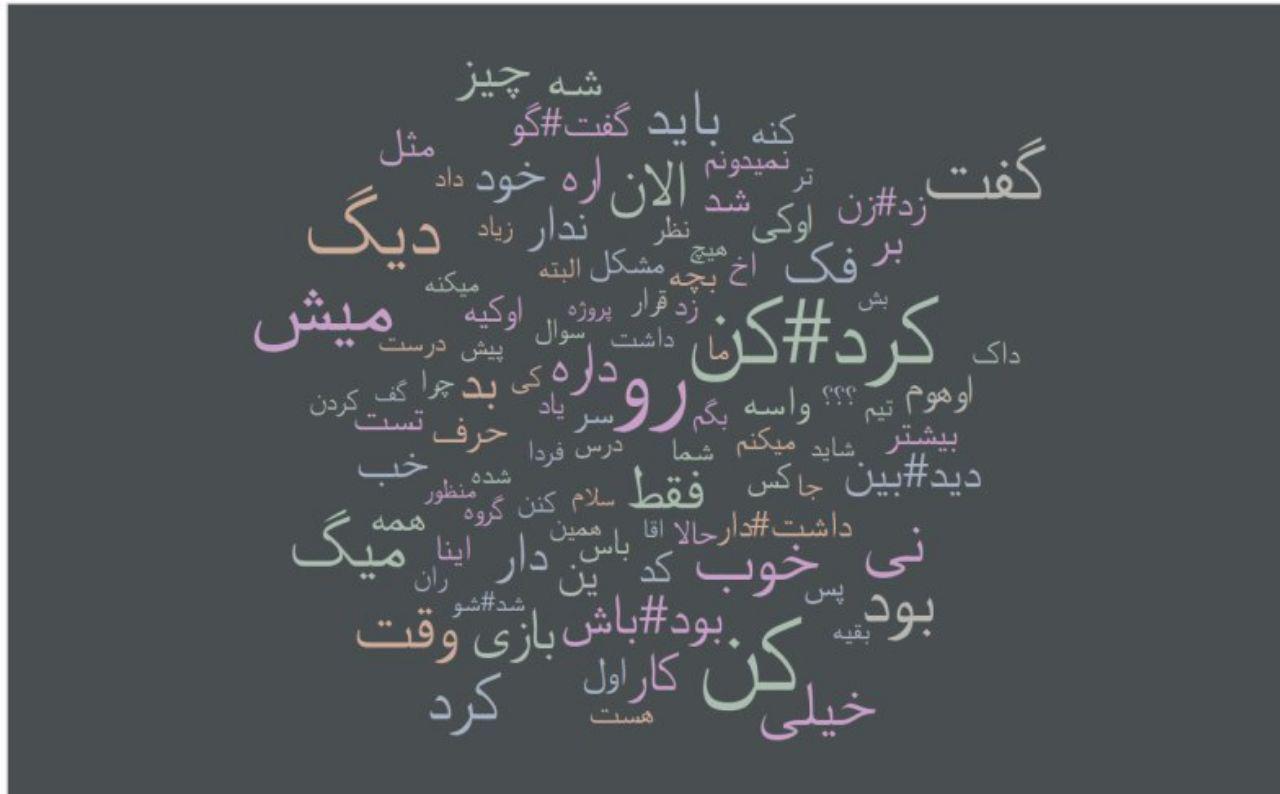 شه چیز
کنه باید گفت#گو
گفت نمیدونم مثل
تر الان اره خود داد
زد#زن شد
اوکی نظر ندار زیاد دیگ
بر هیچ
فک اخ بچه مشکل البته
میکنه
بش قرار پروژه اوکیه میش
کرد#کن زد
داک ما داشت سوال پیش درست
رو داره کی بد چرا گف کردن
اوهوم تیم ؟؟؟ واسه بگم سر یاد
تست
بیشتر شاید میکنم شما درس فردا حرف
دید#بین جا کس خب
فقط سلام کنن شده منظور
گروه
داشت#دار حالا اقا همین همه
نی باس اینا میگ
خوب کد ین دار ران
بود پس شد#شو
بقیه بود#باش بازی وقت
کن کار اول
خیلی هست کرد